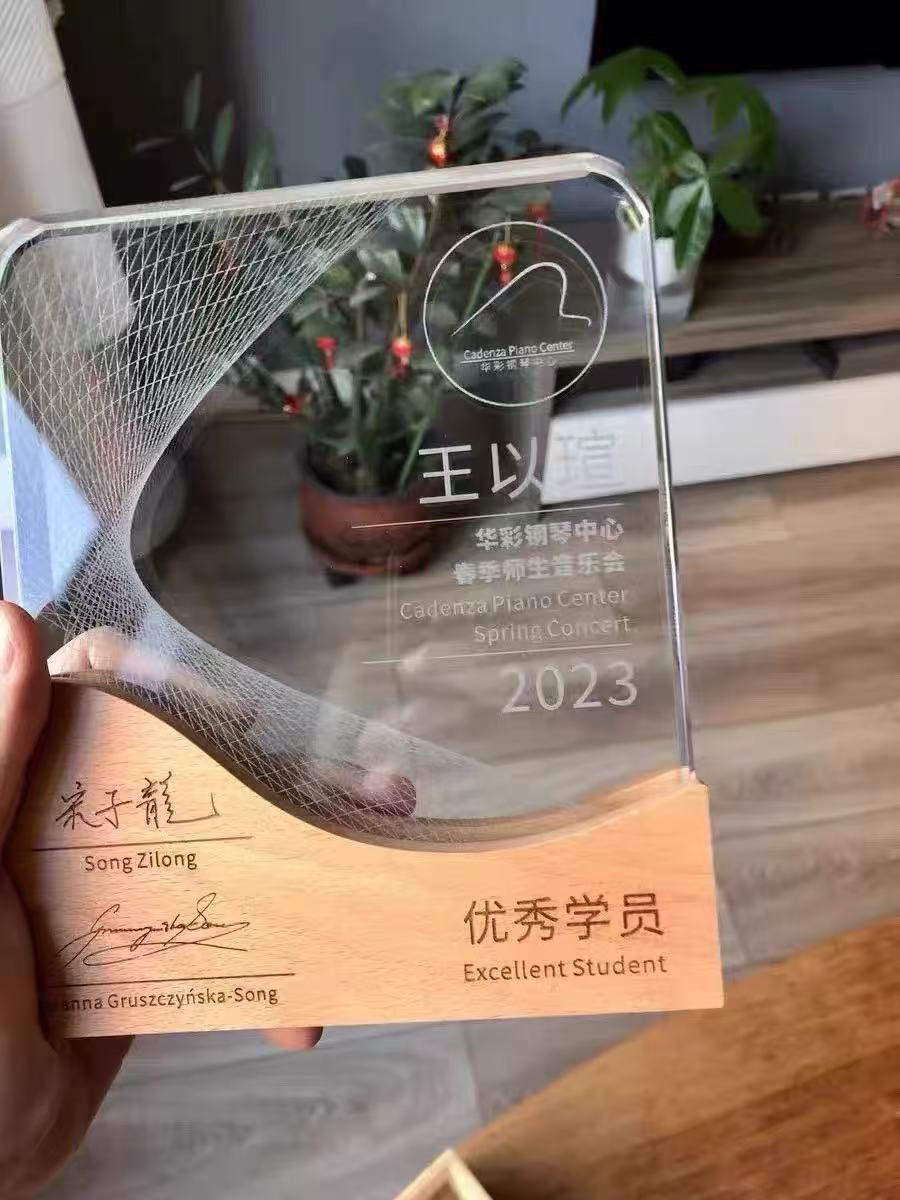 Cadenza Piano Center
华彩钢琴中心
王以瑄
华彩钢琴中心
春季师生音乐会
Cadenza Piano Center
Spring Concert
2023
宋子龍
Song Zilong
anna Gruszczyńska-Song
优秀学员
Excellent Student